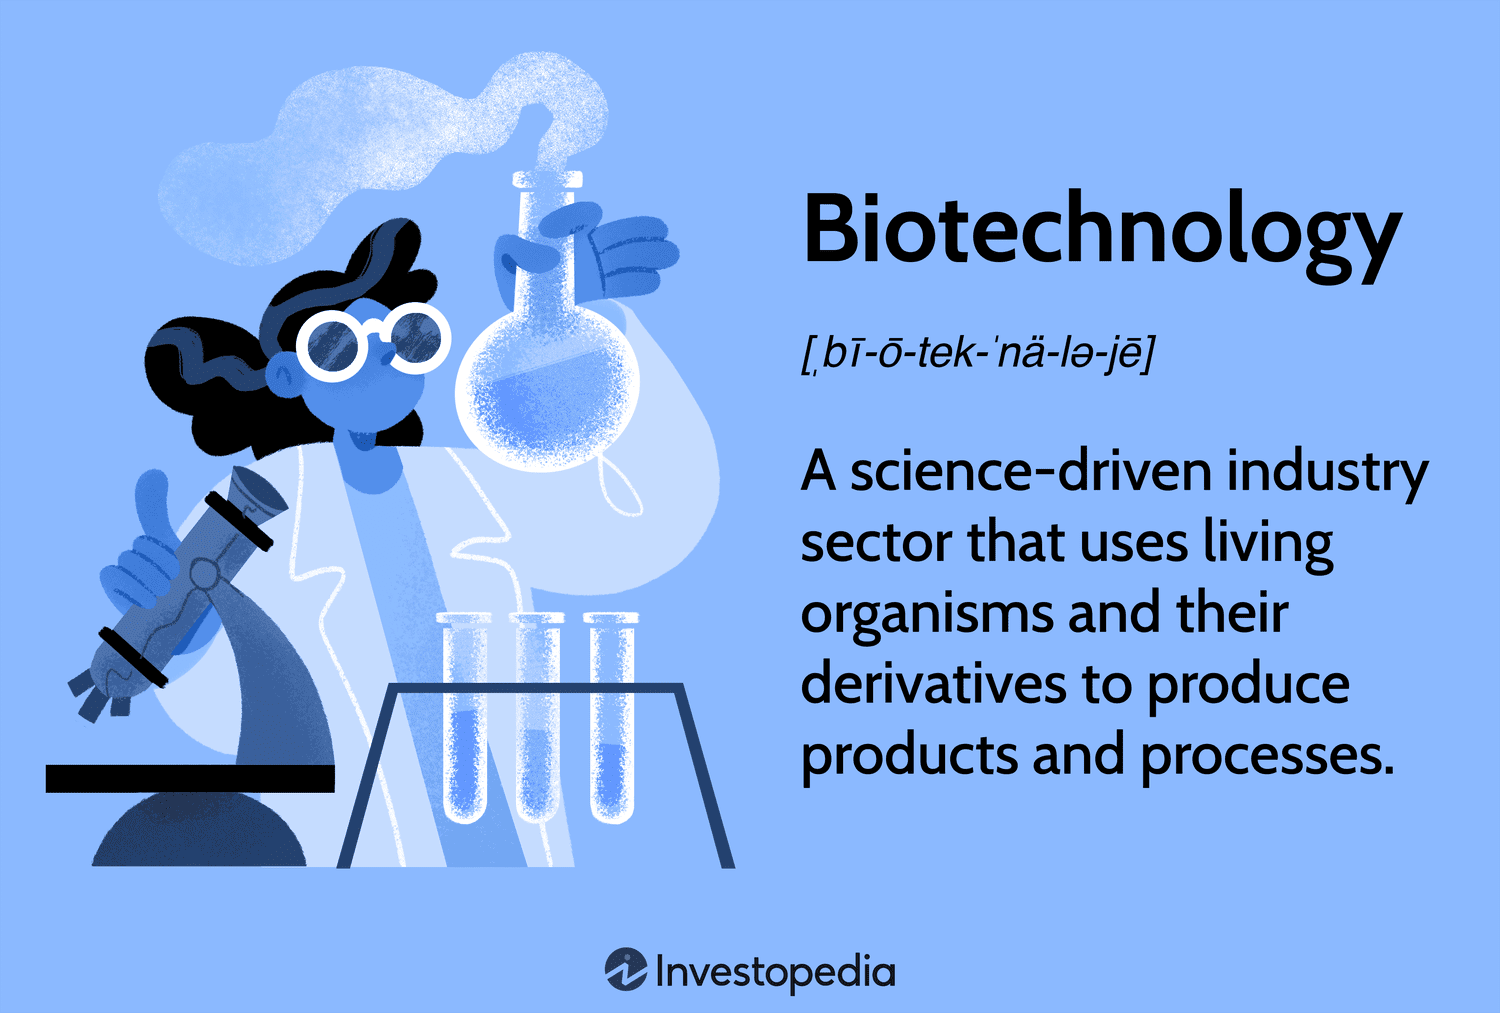 Biotechnology
[ˌbī-ō-tek-ˈnä-lə-jē]
A science-driven industry
sector that uses living
organisms and their
derivatives to produce
products and processes.
Investopedia